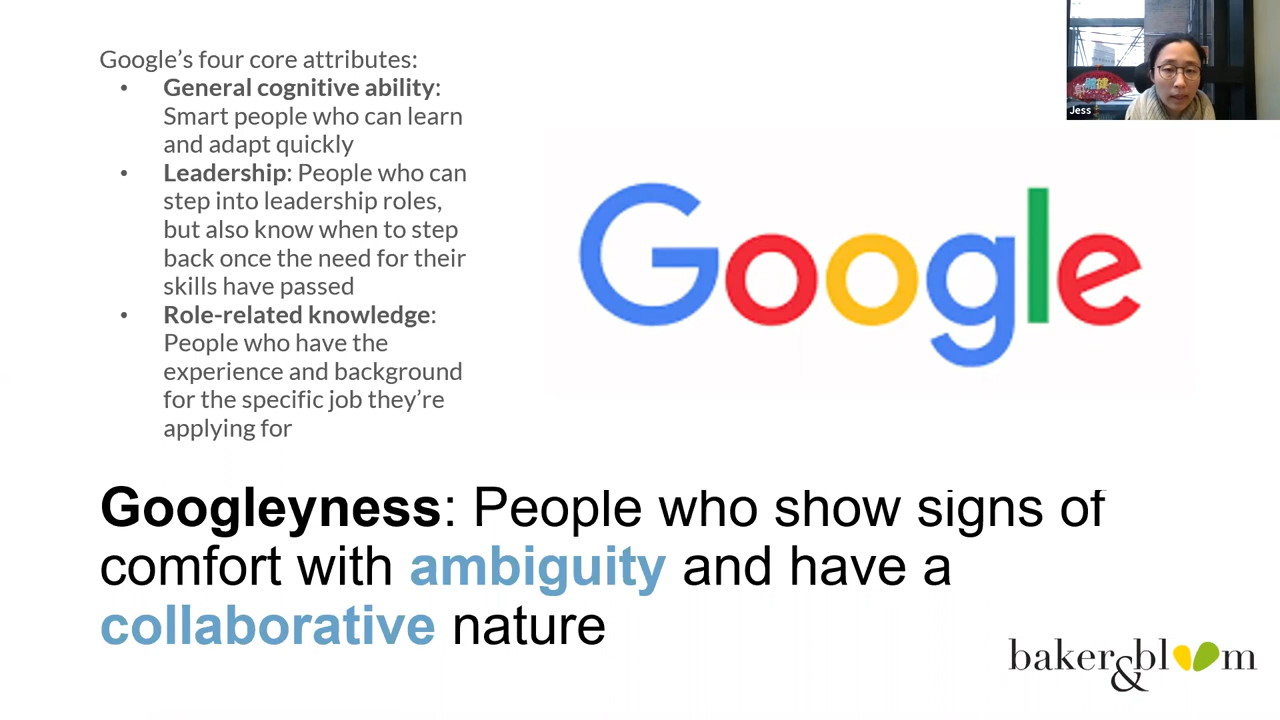 Google’s four core attributes:
• General cognitive ability:
Smart people who can learn
and adapt quickly
• Leadership: People who can
step into leadership roles,
but also know when to step
back once the need for their
skills have passed
• Role-related knowledge:
People who have the
experience and background
for the specific job they’re
applying for
Google
Jess
Googleyness: People who show signs of
comfort with ambiguity and have a
collaborative nature
baker&bloom